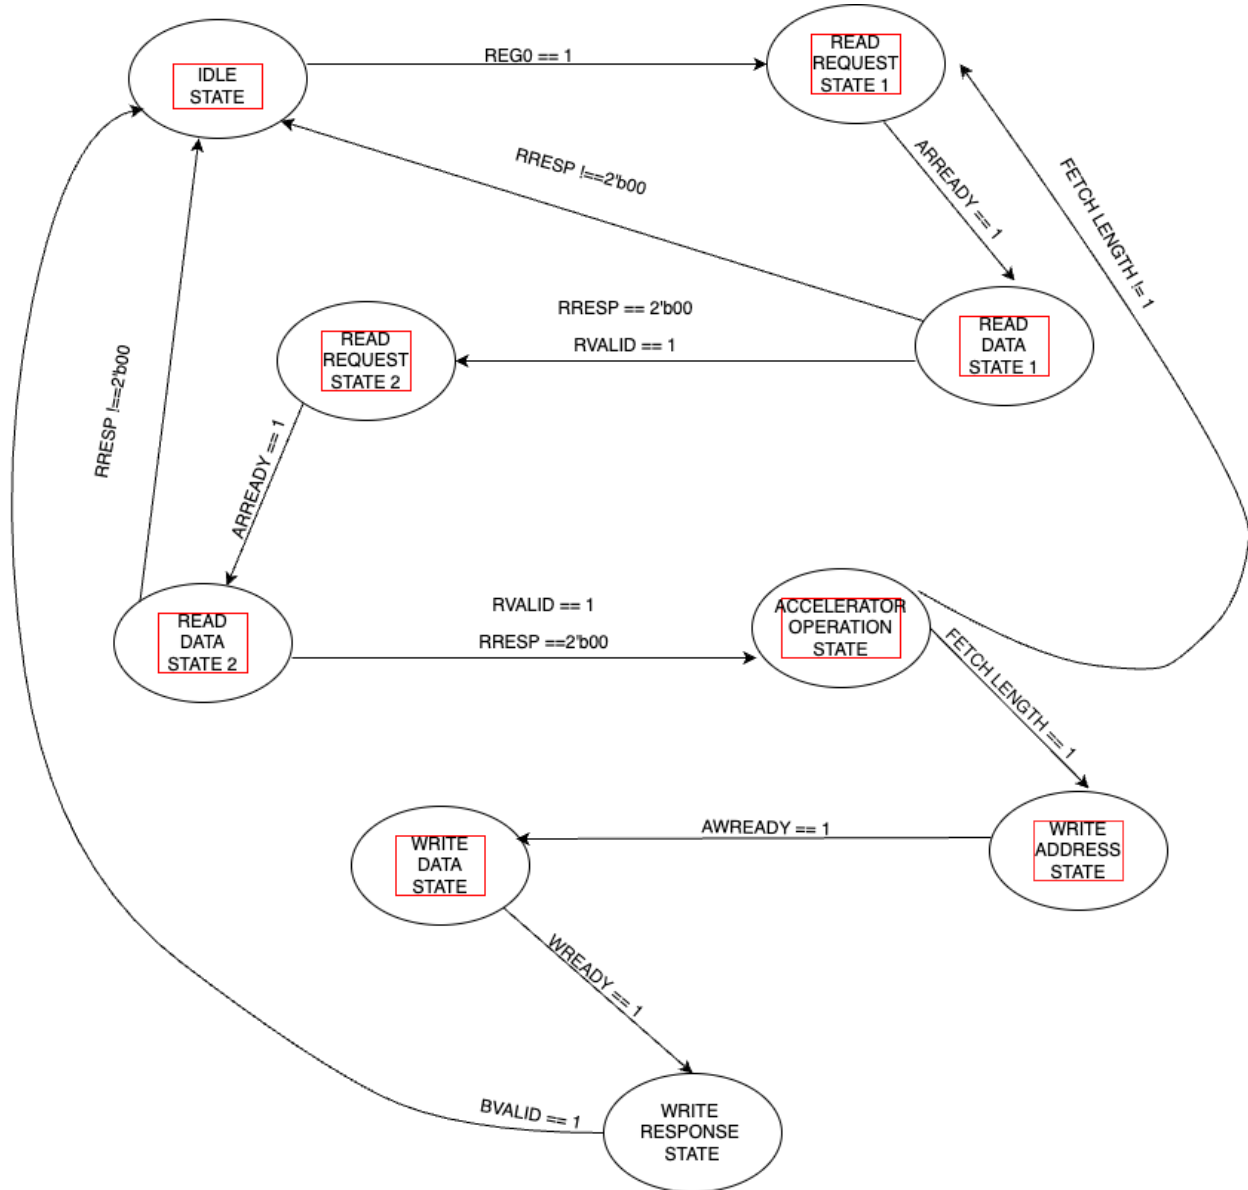 IDLE
STATE
REG0 == 1
READ
REQUEST
STATE 1
RRESP !==2'b00
ARREADY == 1
FETCH LENGTH != 1
RRESP == 2'b00
RVALID == 1
READ
DATA
STATE 1
READ
REQUEST
STATE 2
RRESP !==2'b00
ARREADY == 1
READ
DATA
STATE 2
RVALID == 1
RRESP ==2'b00
ACCELERATOR
OPERATION
STATE
FETCH LENGTH == 1
WRITE
DATA
STATE
AWREADY == 1
WRITE
ADDRESS
STATE
WREADY == 1
BVALID == 1
WRITE
RESPONSE
STATE